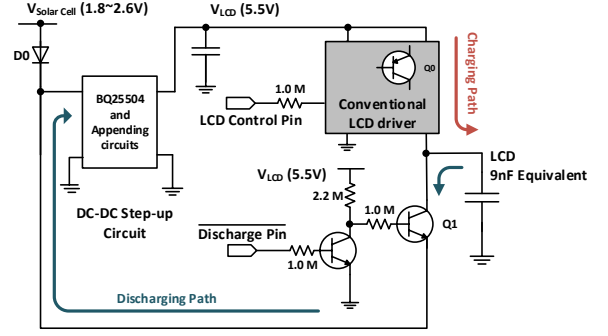 VSolar Cell (1.8~2.6V)
VLCD (5.5V)
D0
BQ25504
and
Appending
circuits
DC-DC Step-up
Circuit
1.0 M
LCD Control Pin
Q0
Conventional
LCD driver
Charging Path
LCD
9nF Equivalent
VLCD (5.5V)
2.2 M
1.0 M
Q1
Discharge Pin
1.0 M
Discharging Path